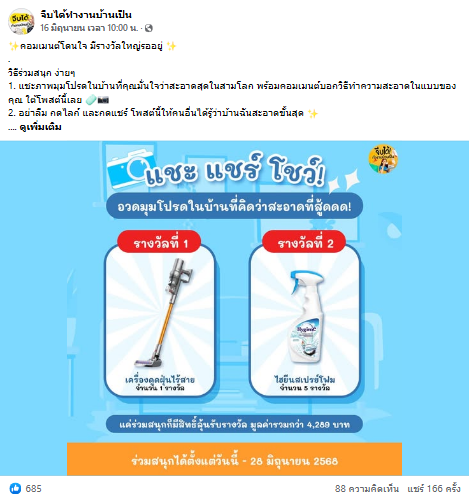 จีบได้ทำงานบ้านเป็น
16 มิถุนายน เวลา 10:00 น.
✨คอมเมนต์โดนใจ มีรางวัลใหญ่รออยู่ ✨
.
วิธีร่วมสนุก ง่ายๆ
1. แชะภาพมุมโปรดในบ้านที่คุณมั่นใจว่าสะอาดสุดในสามโลก พร้อมคอมเมนต์บอกวิธีทำความสะอาดในแบบของ
คุณ ใต้โพสต์นี้เลย 🧼📸
2. อย่าลืม กดไลก์ และกดแชร์ โพสต์นี้ให้คนอื่นได้รู้ว่าบ้านฉันสะอาดขั้นสุด ✨
.... ดูเพิ่มเติม
แชะ แชร์ โชว์!
อวดมุมโปรดในบ้านที่คิดว่าสะอาดที่สู้ดดด!
รางวัลที่ 1
รางวัลที่ 2
Hygiene
เครื่องดูดฝุ่นไร้สาย
จำนวน 1 รางวัล
ไฮยีนสเปรย์โฟม
จำนวน 5 รางวัล
แค่ร่วมสนุกก็มีสิทธิ์ลุ้นรับรางวัล มูลค่ารวมกว่า 4,289 บาท
ร่วมสนุกได้ตั้งแต่วันนี้ - 28 มิถุนายน 2568
685
88 ความคิดเห็น แชร์ 166 ครั้ง